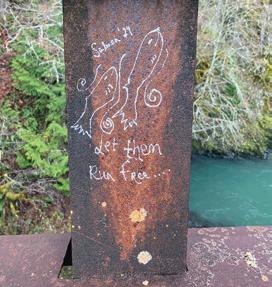 Salmon '21
Let them
Run free...